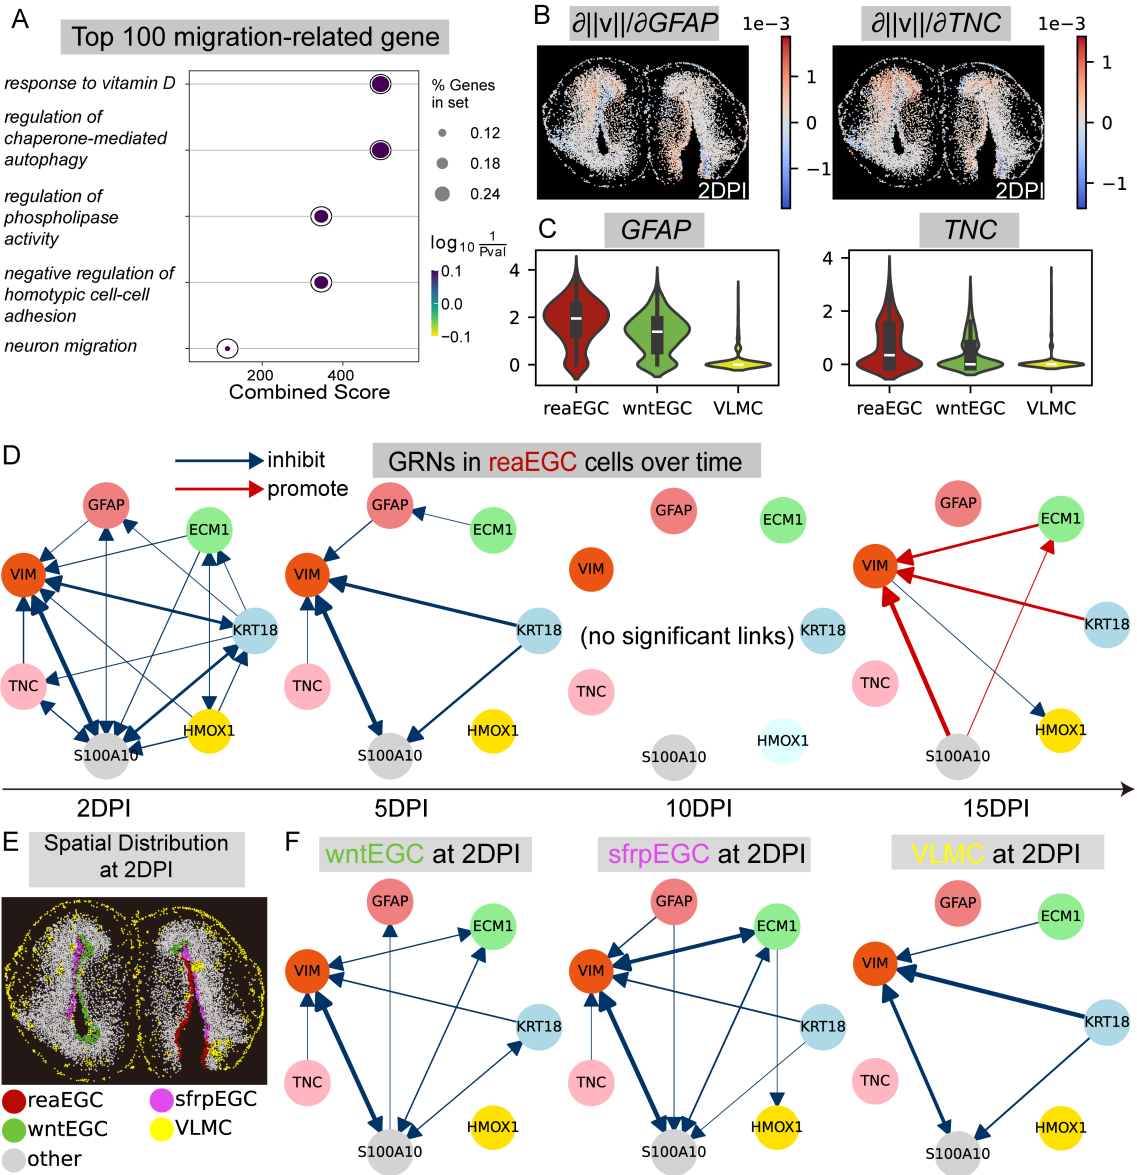 A
Top 100 migration-related gene
response to vitamin D
regulation of
chaperone-mediated
autophagy
regulation of
phospholipase
activity
negative regulation of
homotypic cell-cell
adhesion
neuron migration
200
400
Combined Score
% Genes
in set
0.12
0.18
0.24
log10 1/Pval
0.1
0.0
−0.1
B
∂||v||/∂GFAP
1e−3
1
0
−1
2DPI
∂||v||/∂TNC
1e−3
1
0
−1
2DPI
C
GFAP
4
2
0
reaEGC
wntEGC
VLMC
TNC
4
2
0
reaEGC
wntEGC
VLMC
D
inhibit
promote
GRNs in reaEGC cells over time
GFAP
ECM1
VIM
KRT18
TNC
HMOX1
S100A10
GFAP
ECM1
VIM
KRT18
TNC
HMOX1
S100A10
GFAP
ECM1
VIM
(no significant links)
KRT18
TNC
HMOX1
S100A10
GFAP
ECM1
VIM
KRT18
TNC
HMOX1
S100A10
2DPI
5DPI
10DPI
15DPI
E
Spatial Distribution
at 2DPI
reaEGC
sfrpEGC
wntEGC
VLMC
other
F
wntEGC at 2DPI
GFAP
ECM1
VIM
KRT18
TNC
HMOX1
S100A10
sfrpEGC at 2DPI
GFAP
ECM1
VIM
KRT18
TNC
HMOX1
S100A10
VLMC at 2DPI
GFAP
ECM1
VIM
KRT18
TNC
HMOX1
S100A10